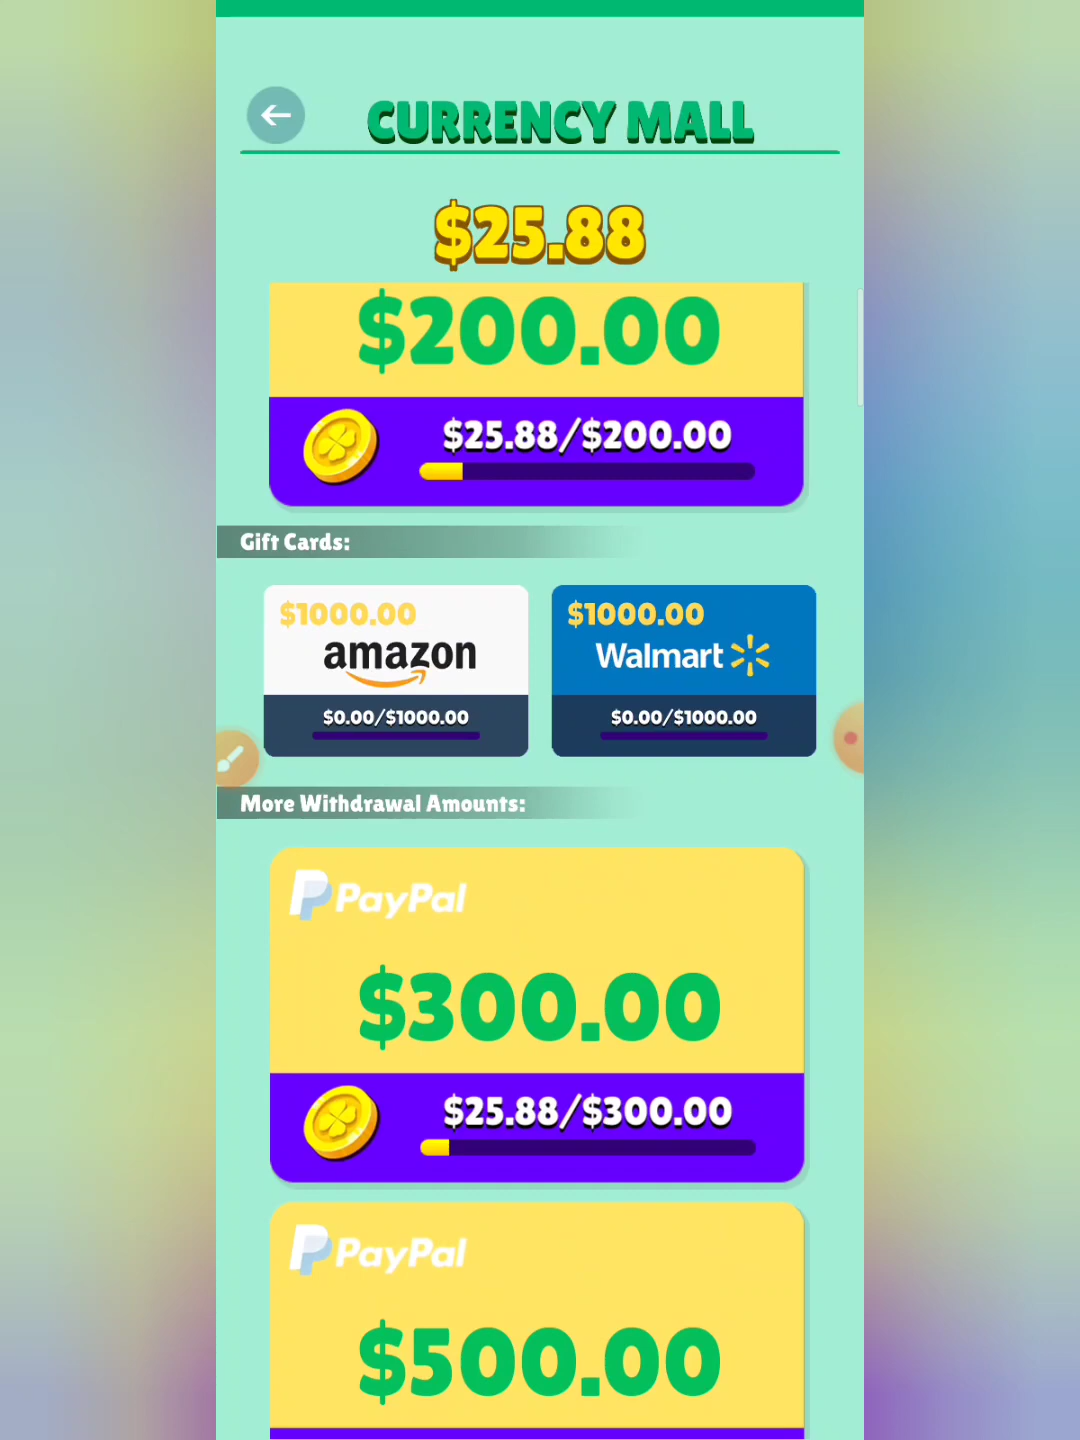 CURRENCY MALL
$25.88
$200.00
$25.88/$200.00
Gift Cards:
$1000.00
amazon
$0.00/$1000.00
$1000.00
Walmart
$0.00/$1000.00
More Withdrawal Amounts:
PayPal
$300.00
$25.88/$300.00
PayPal
$500.00